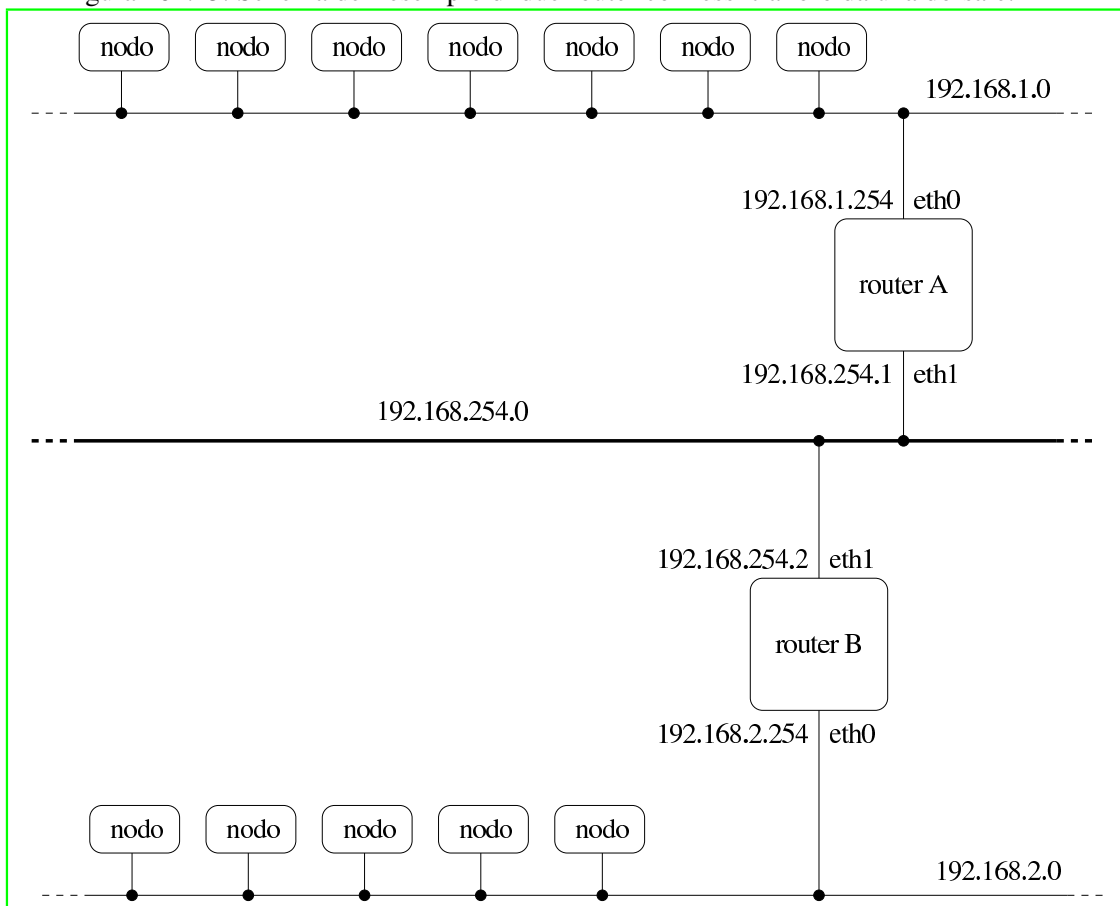 nodo nodo nodo nodo nodo nodo nodo
192.168.1.0
192.168.1.254 eth0
router A
192.168.254.1 eth1
192.168.254.0
192.168.254.2 eth1
router B
192.168.2.254 eth0
nodo nodo nodo nodo nodo
192.168.2.0